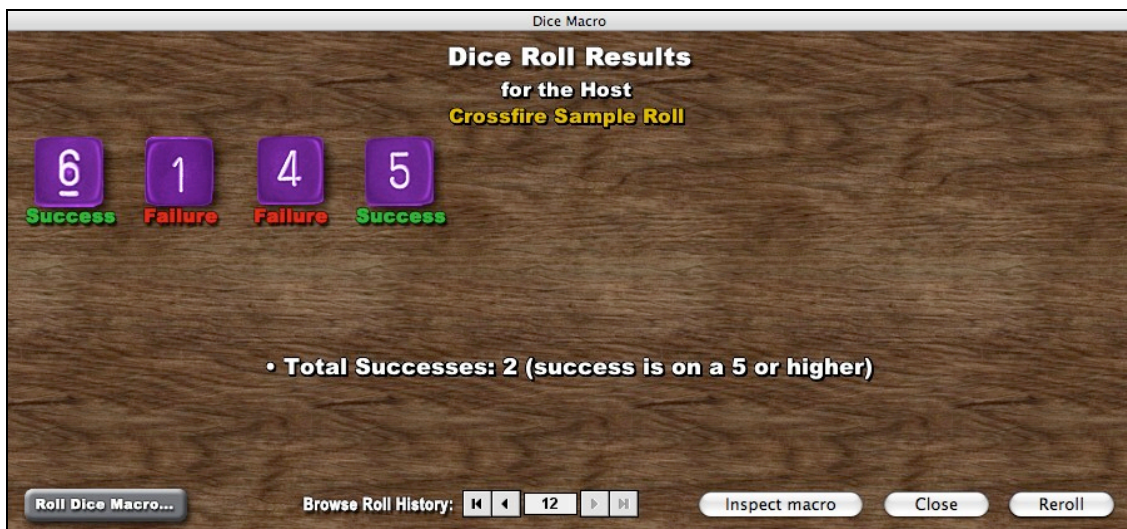 Dice Macro
Dice Roll Results
for the Host
Crossfire Sample Roll
6 1 4 5
Success Failure Failure Success
• Total Successes: 2 (success is on a 5 or higher)
Roll Dice Macro... Browse Roll History: 12 Inspect macro Close Reroll